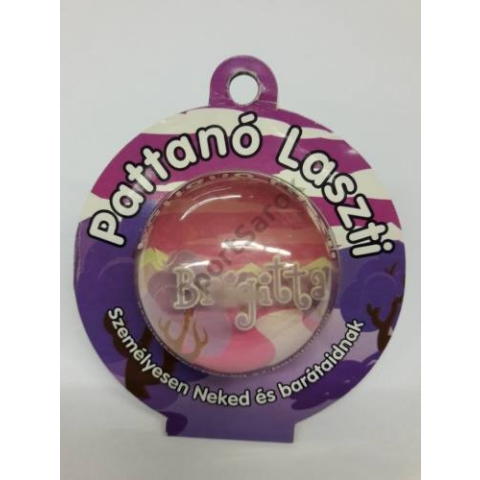 Pattanó Laszti
Brigitta
Személyesen Neked és barátaidnak